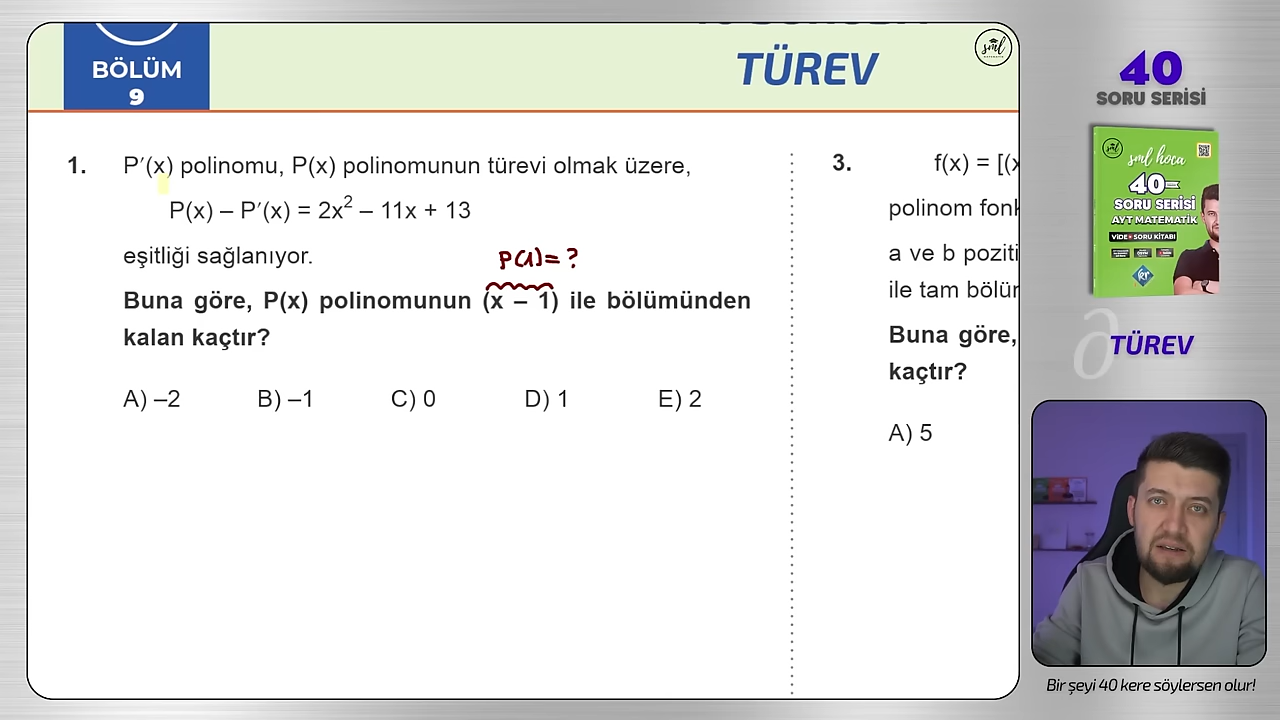 BÖLÜM
9
TÜREV
sml
1. P′(x) polinomu, P(x) polinomunun türevi olmak üzere,
P(x) – P′(x) = 2x² – 11x + 13
eşitliği sağlanıyor.
P(1)=?
Buna göre, P(x) polinomunun (x – 1) ile bölümünden
kalan kaçtır?
A) –2 B) –1 C) 0 D) 1 E) 2
3. f(x) = [(x
polinom fon
a ve b poziti
ile tam bölün
Buna göre,
kaçtır?
A) 5
40
SORU SERİSİ
sml hoca
40
SORU SERİSİ
AYT MATEMATİK
VİDEO SORU KİTABI
KR
TÜREV
Bir şeyi 40 kere söylersen olur!